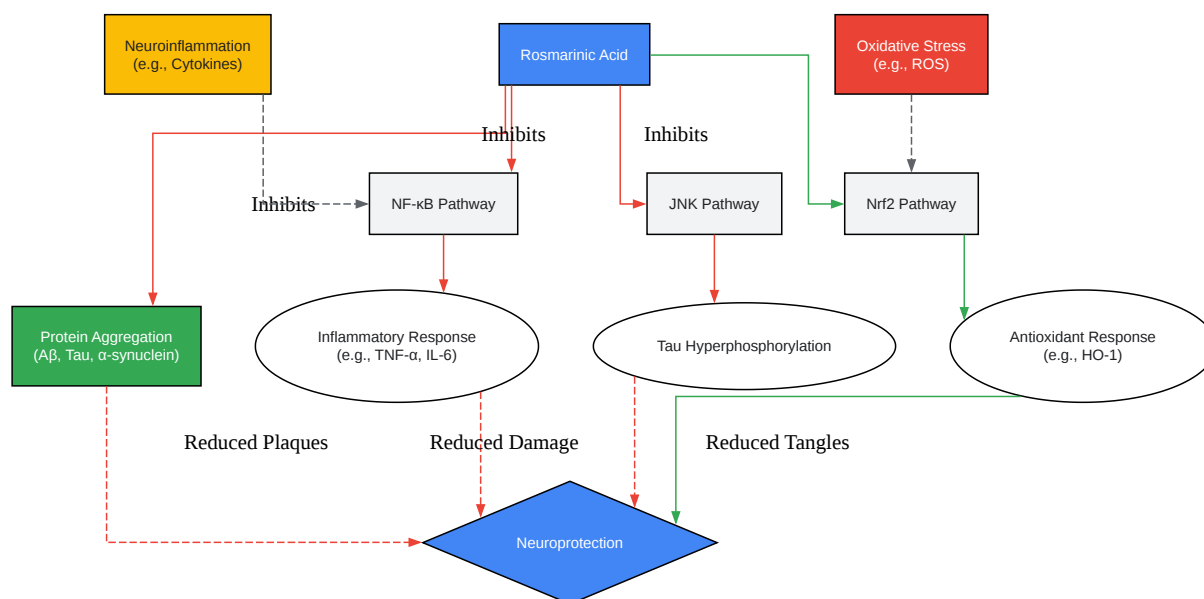 Neuroinflammation
(e.g., Cytokines)
Rosmarinic Acid
Oxidative Stress
(e.g., ROS)
Inhibits
Inhibits
Inhibits
NF-κB Pathway
JNK Pathway
Nrf2 Pathway
Protein Aggregation
(Aβ, Tau, α-synuclein)
Inflammatory Response
(e.g., TNF-α, IL-6)
Tau Hyperphosphorylation
Antioxidant Response
(e.g., HO-1)
Reduced Plaques
Reduced Damage
Reduced Tangles
Neuroprotection